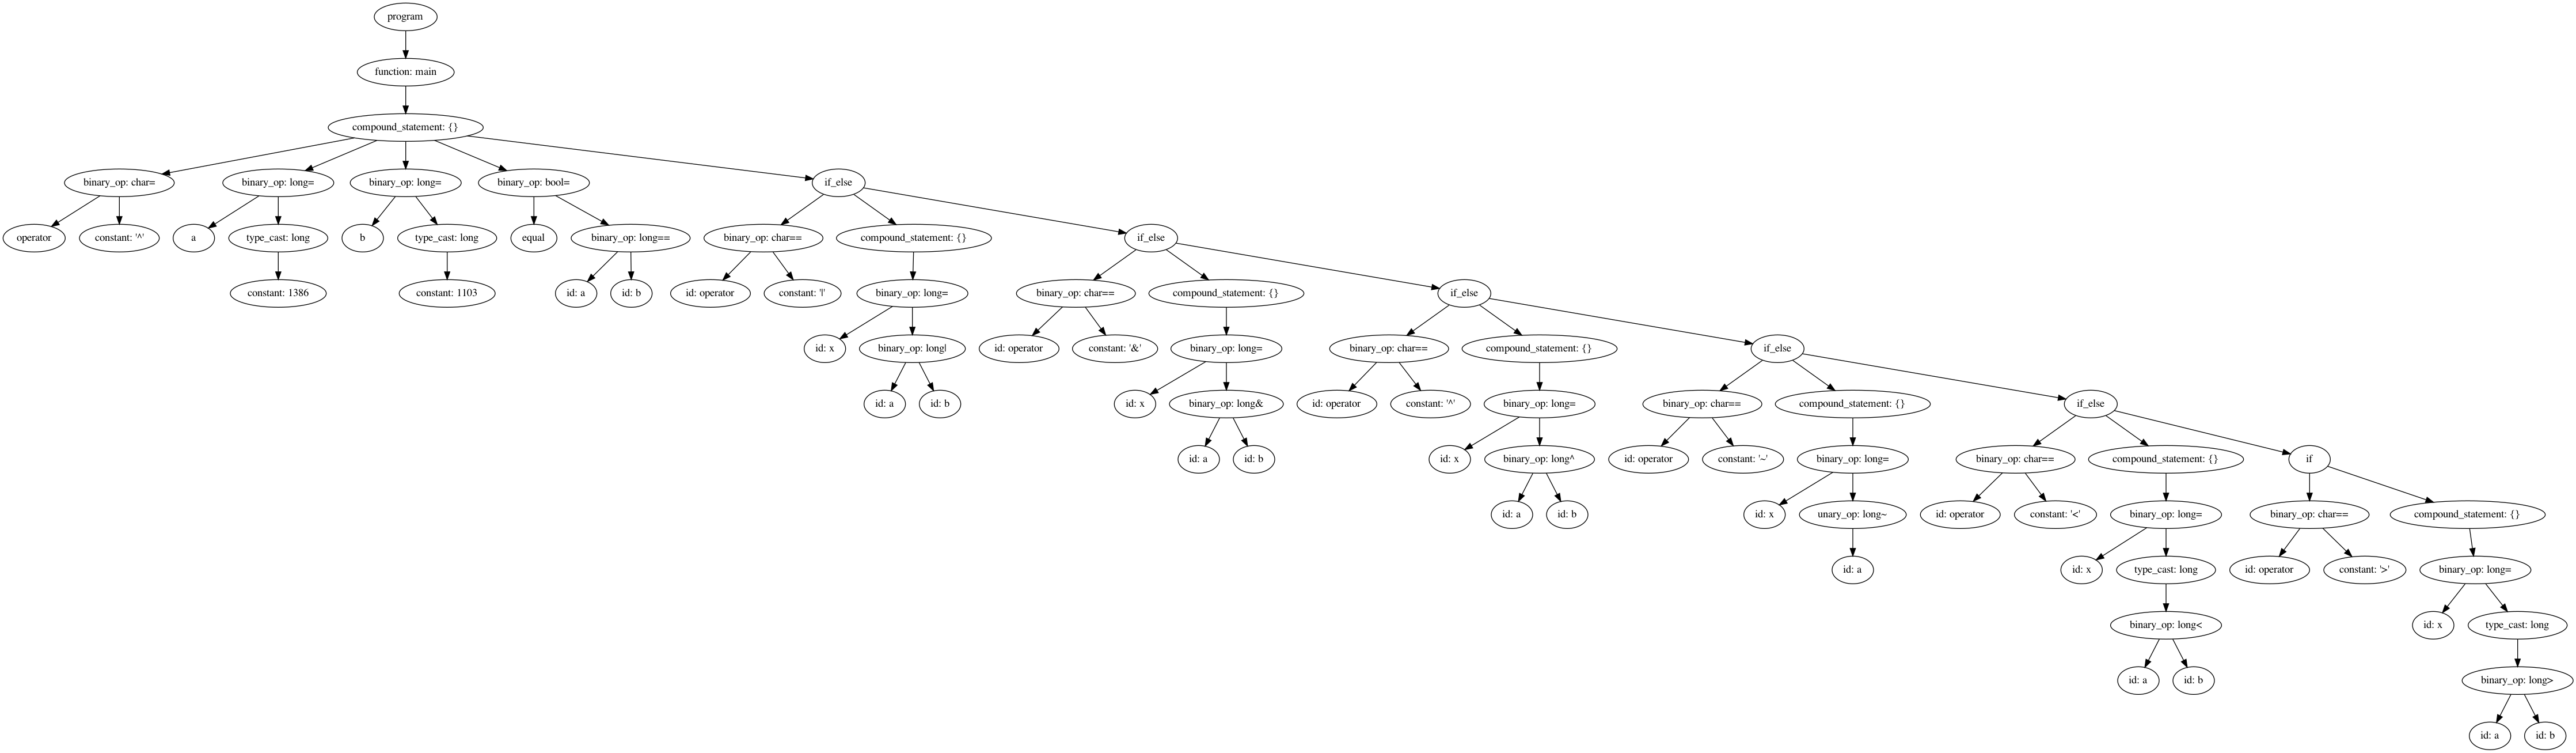 program
function: main
compound_statement: {}
binary_op: char=
binary_op: long=
binary_op: long=
binary_op: bool=
if_else
operator
constant: '^'
a
type_cast: long
b
type_cast: long
equal
binary_op: long==
binary_op: char==
compound_statement: {}
if_else
constant: 1386
constant: 1103
id: a
id: b
id: operator
constant: '|'
binary_op: long=
binary_op: char==
compound_statement: {}
if_else
id: x
binary_op: long|
id: operator
constant: '&'
binary_op: long=
binary_op: char==
compound_statement: {}
if_else
id: a
id: b
id: x
binary_op: long&
id: operator
constant: '^'
binary_op: long=
binary_op: char==
compound_statement: {}
if_else
id: a
id: b
id: x
binary_op: long^
id: operator
constant: '~'
binary_op: long=
binary_op: char==
compound_statement: {}
if
id: a
id: b
id: x
unary_op: long~
id: operator
constant: '<'
binary_op: long=
binary_op: char==
compound_statement: {}
id: a
id: x
type_cast: long
id: operator
constant: '>'
binary_op: long=
binary_op: long<
id: x
type_cast: long
id: a
id: b
binary_op: long>
id: a
id: b